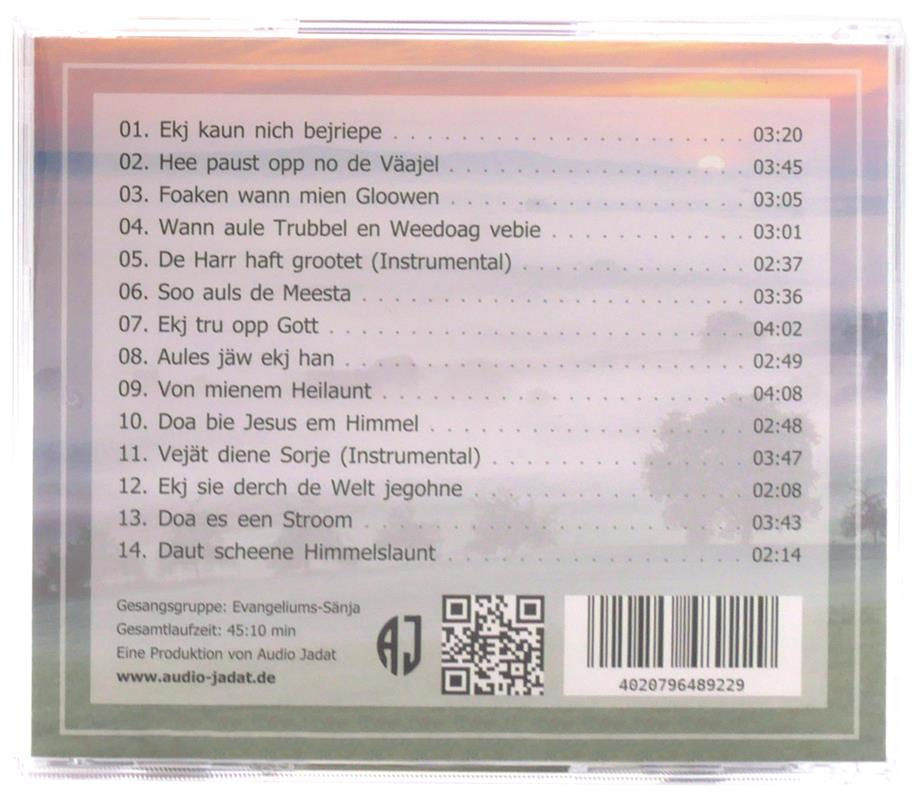 01. Ekj kaun nich bejriepe . . . . . . . . . . . . . . . . . . . . . . 03:20
02. Hee paust opp no de Väajel . . . . . . . . . . . . . . . . . . 03:45
03. Foaken wann mien Gloowen . . . . . . . . . . . . . . . . . . 03:05
04. Wann aule Trubbel en Weedoag vebie . . . . . . . . . . . . 03:01
05. De Harr haft grootet (Instrumental) . . . . . . . . . . . . . . 02:37
06. Soo auls de Meesta . . . . . . . . . . . . . . . . . . . . . . . 03:36
07. Ekj tru opp Gott . . . . . . . . . . . . . . . . . . . . . . . . . 04:02
08. Aules jäw ekj han . . . . . . . . . . . . . . . . . . . . . . . . 02:49
09. Von mienem Heilaunt . . . . . . . . . . . . . . . . . . . . . . 04:08
10. Doa bie Jesus em Himmel . . . . . . . . . . . . . . . . . . . 02:48
11. Vejät diene Sorje (Instrumental) . . . . . . . . . . . . . . . . 03:47
12. Ekj sie derch de Welt jegohne . . . . . . . . . . . . . . . . . 02:08
13. Doa es een Stroom . . . . . . . . . . . . . . . . . . . . . . . 03:43
14. Daut scheene Himmelslaunt . . . . . . . . . . . . . . . . . . 02:14
Gesangsgruppe: Evangeliums-Sänja
Gesamtlaufzeit: 45:10 min
Eine Produktion von Audio Jadat
www.audio-jadat.de
AJ
4020796489229